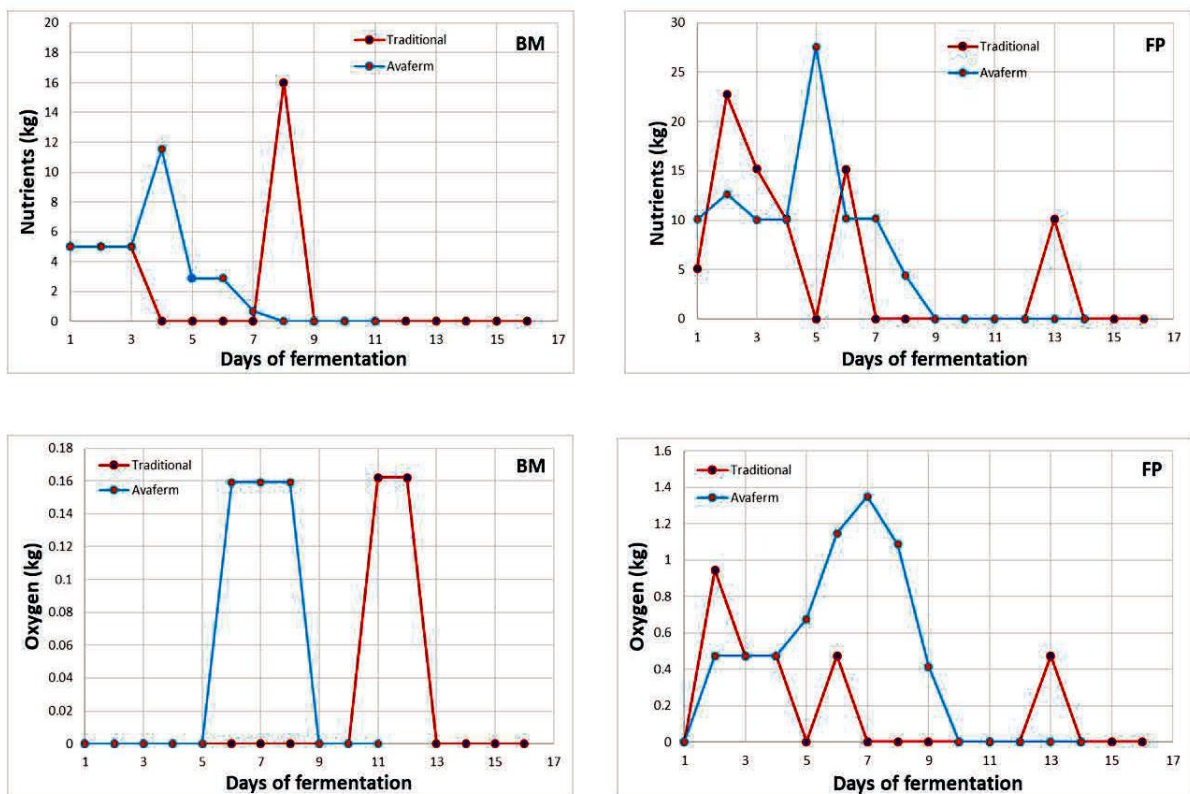 BM
Traditional
Avaferm
20
18
16
14
12
10
8
6
4
2
0
Nutrients (kg)
1 3 5 7 9 11 13 15 17
Days of fermentation
FP
Traditional
Avaferm
30
25
20
15
10
5
0
Nutrients (kg)
1 3 5 7 9 11 13 15 17
Days of fermentation
BM
Traditional
Avaferm
0.18
0.16
0.14
0.12
0.1
0.08
0.06
0.04
0.02
0
Oxygen (kg)
1 3 5 7 9 11 13 15 17
Days of fermentation
FP
Traditional
Avaferm
1.6
1.4
1.2
1
0.8
0.6
0.4
0.2
0
Oxygen (kg)
1 3 5 7 9 11 13 15 17
Days of fermentation